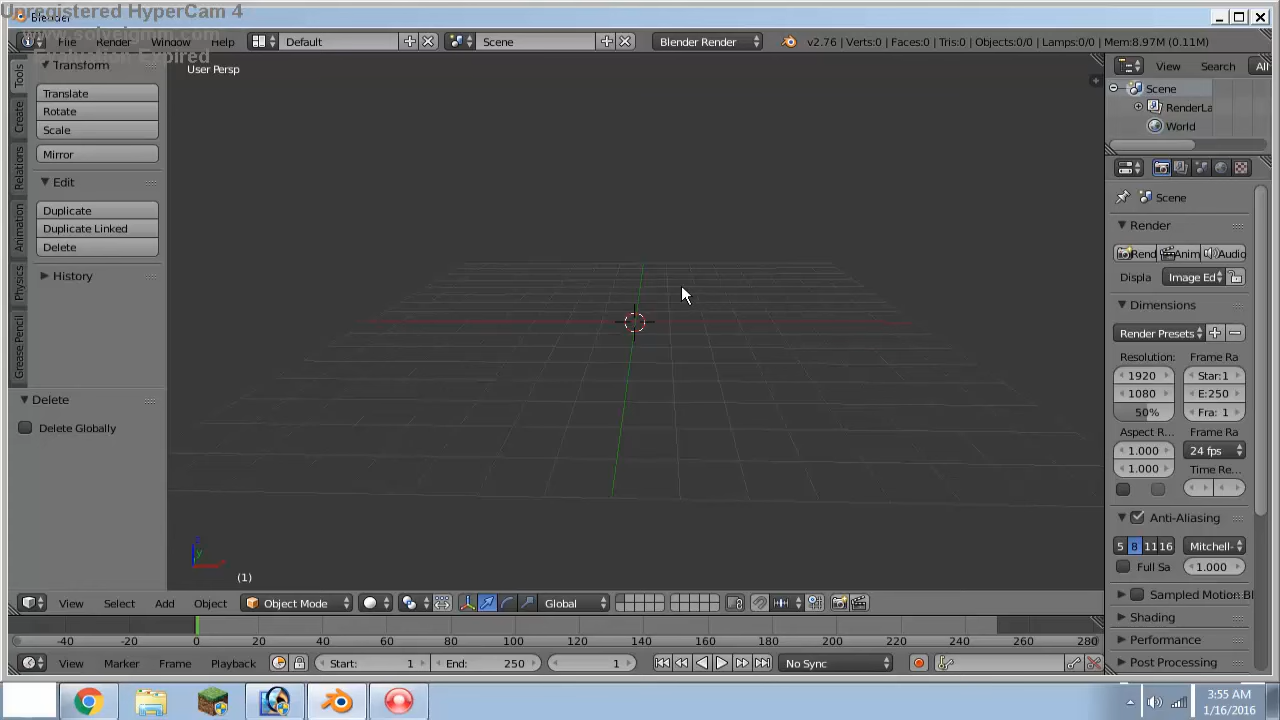 Unregistered HyperCam 4
www.solveigmm.com
Evaluation Expired
Blender
File Render Window Help Default Scene Blender Render v2.76 | Verts:0 | Faces:0 | Tris:0 | Objects:0/0 | Lamps:0/0 | Mem:8.97M (0.11M)
Transform
Translate
Rotate
Scale
Mirror
Edit
Duplicate
Duplicate Linked
Delete
History
Tools
Create
Relations
Animation
Physics
Grease Pencil
Delete
Delete Globally
User Persp
z
y
(1)
View Search All
Scene
RenderLa
World
Scene
Render
Rend Anim Audio
Displa Image Ed
Dimensions
Render Presets
Resolution: Frame Ra
1920 Star:1
1080 E:250
50% Fra: 1
Aspect R... Frame Ra
1.000 24 fps
1.000 Time Re...
Anti-Aliasing
5 8 11 16 Mitchell-
Full Sa 1.000
Sampled Motion Bl
Shading
Performance
Post Processing
View Select Add Object Object Mode Global
-40 -20 0 20 40 60 80 100 120 140 160 180 200 220 240 260 280
View Marker Frame Playback Start: 1 End: 250 1 No Sync
3:55 AM
1/16/2016